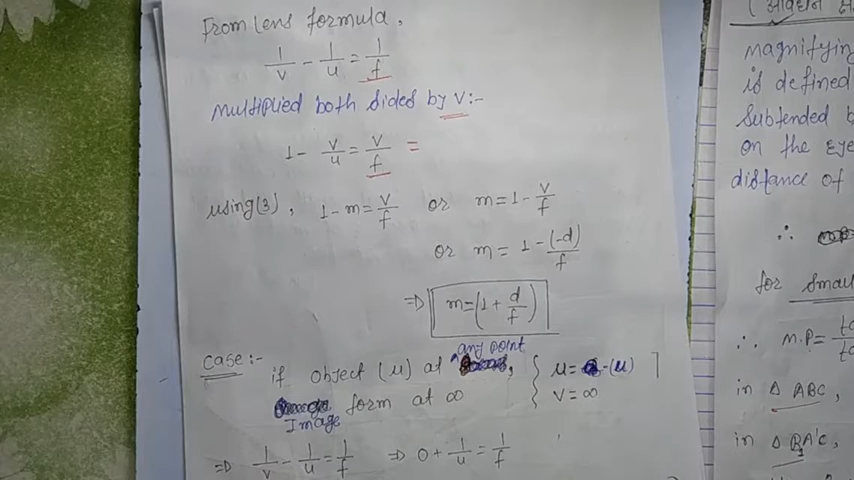 From lens formula,
1/v - 1/u = 1/f
Multiplied both sides by v:-
1 - v/u = v/f =
using(3), 1-m = v/f or m = 1 - v/f
or m = 1 - (-d)/f
⇒ m = (1 + d/f)
Case:- if object (u) at any point, { u = -(u) ]
Image form at ∞ { v = ∞
⇒ 1/v - 1/u = 1/f ⇒ 0 + 1/u = 1/f
magnifying
is defined
subtended
on the eye
distance of
∴
for small
∴ M.P =
in △ ABC,
in △